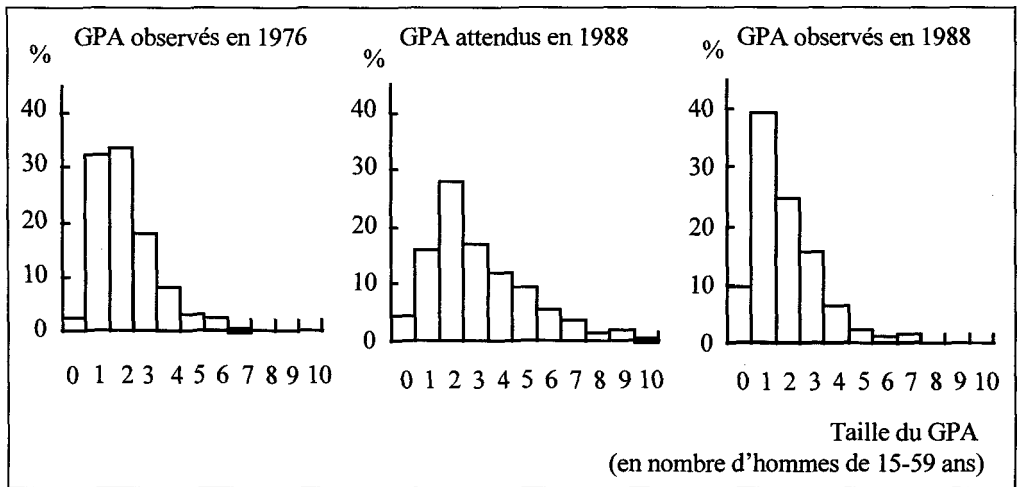 GPA observés en 1976
%
40
30
20
10
0
0 1 2 3 4 5 6 7 8 9 10
GPA attendus en 1988
%
40
30
20
10
0
0 1 2 3 4 5 6 7 8 9 10
GPA observés en 1988
%
40
30
20
10
0
0 1 2 3 4 5 6 7 8 9 10
Taille du GPA
(en nombre d'hommes de 15-59 ans)